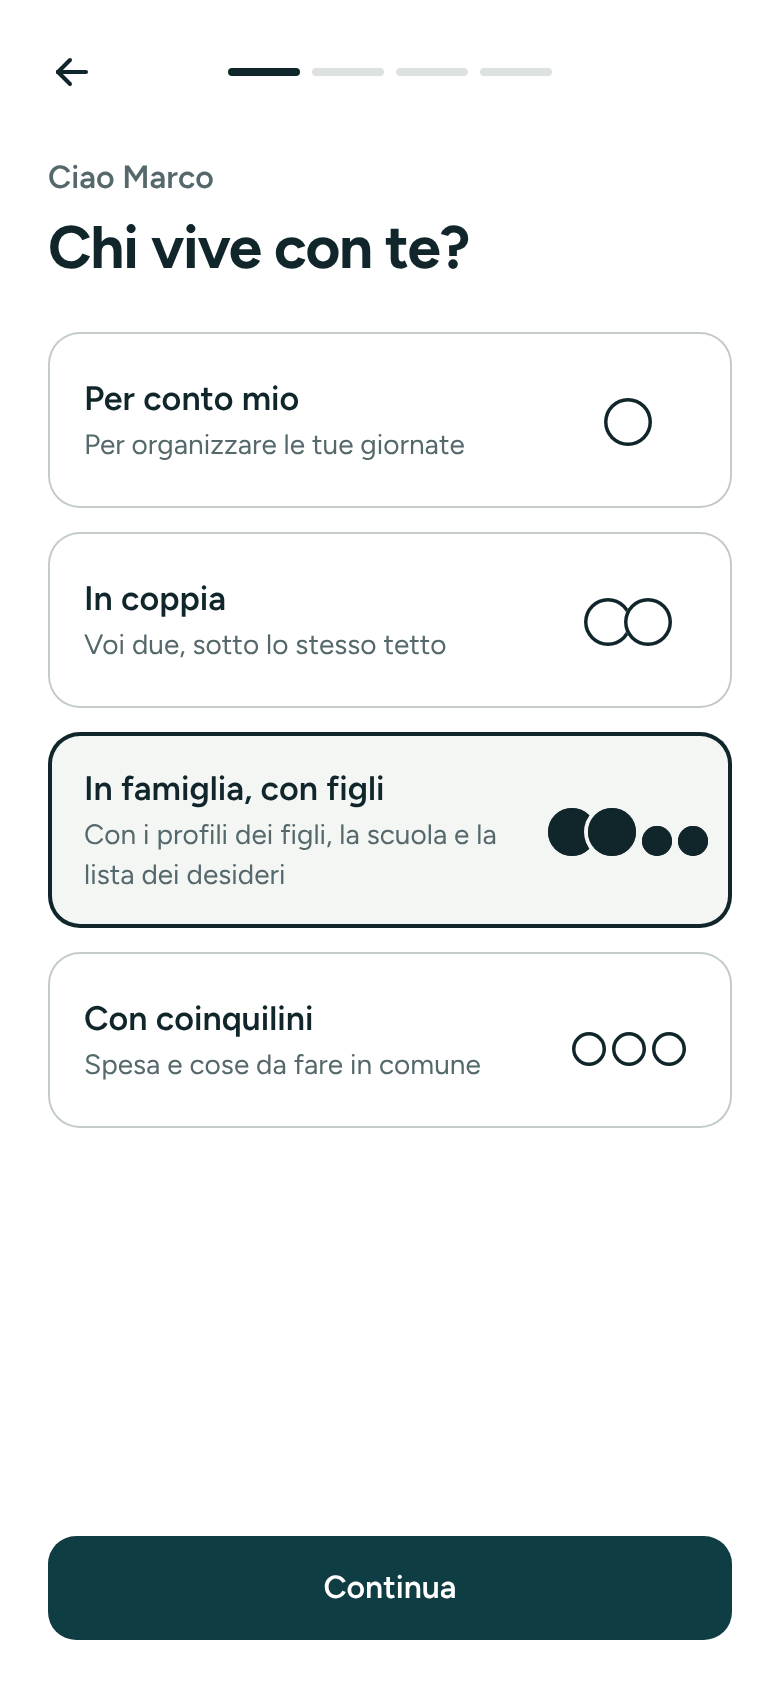 Ciao Marco
Chi vive con te?
Per conto mio
Per organizzare le tue giornate
In coppia
Voi due, sotto lo stesso tetto
In famiglia, con figli
Con i profili dei figli, la scuola e la
lista dei desideri
Con coinquilini
Spesa e cose da fare in comune
Continua